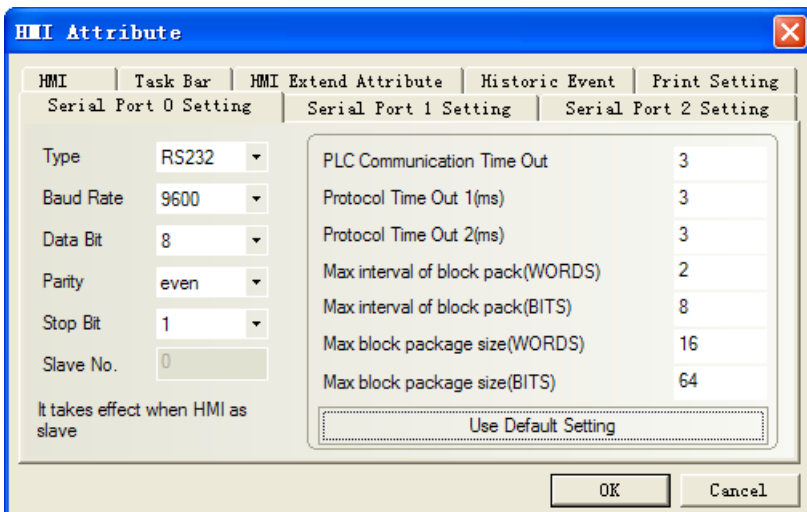 HMI Attribute
HMI Task Bar HMI Extend Attribute Historic Event Print Setting
Serial Port 0 Setting Serial Port 1 Setting Serial Port 2 Setting
Type RS232
Baud Rate 9600
Data Bit 8
Parity even
Stop Bit 1
Slave No. 0
It takes effect when HMI as
slave
PLC Communication Time Out 3
Protocol Time Out 1(ms) 3
Protocol Time Out 2(ms) 3
Max interval of block pack(WORDS) 2
Max interval of block pack(BITS) 8
Max block package size(WORDS) 16
Max block package size(BITS) 64
Use Default Setting
OK Cancel